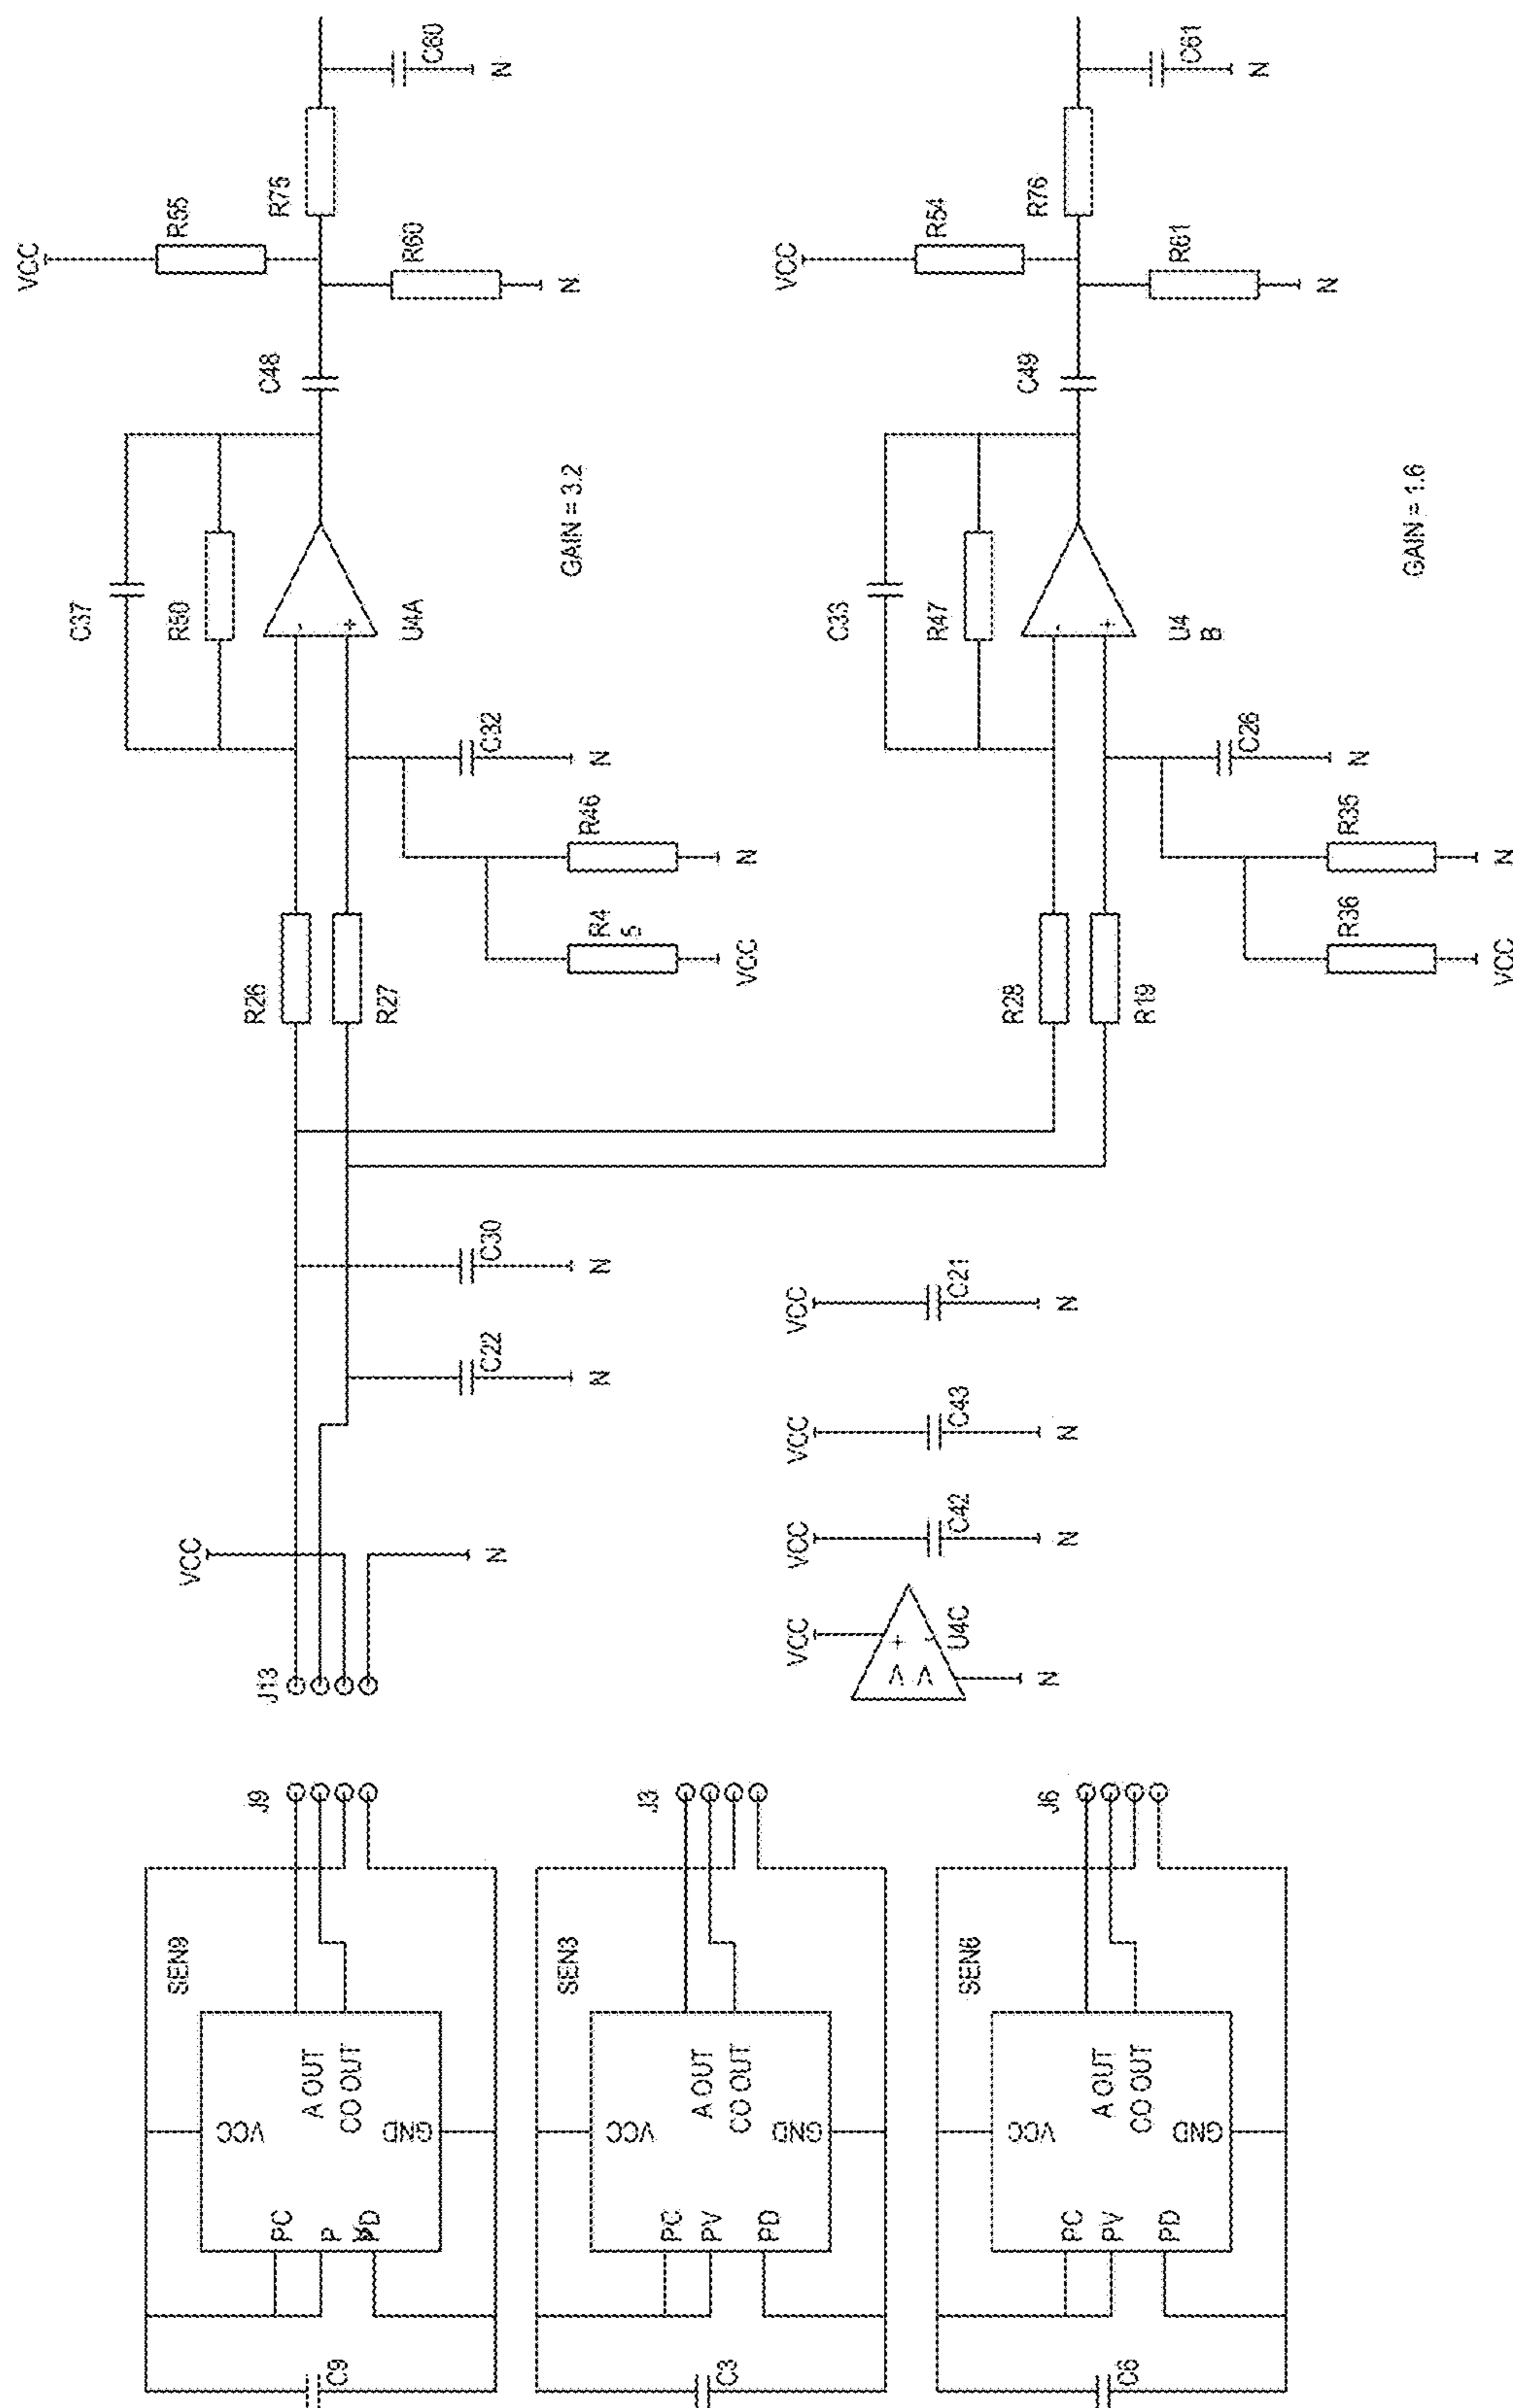 C9
PC
P
V
PD
VCC
GND
A OUT
CO OUT
SEN9
J9
C3
PC
PV
PD
VCC
GND
A OUT
CO OUT
SEN3
J3
C6
PC
PV
PD
VCC
GND
A OUT
CO OUT
SEN6
J6
J13
VCC
N
C22
N
C30
N
R26
R27
R4
5
VCC
R46
N
C32
N
C37
R50
-
+
U4A
GAIN = 3.2
C48
VCC
R55
R60
N
R75
C60
N
VCC
+
-
V
V
U4C
N
VCC
C42
N
VCC
C43
N
VCC
C21
N
R28
R19
R36
VCC
R35
N
C26
N
C33
R47
-
+
U4
B
GAIN = 1.6
C49
VCC
R54
R61
N
R76
C61
N